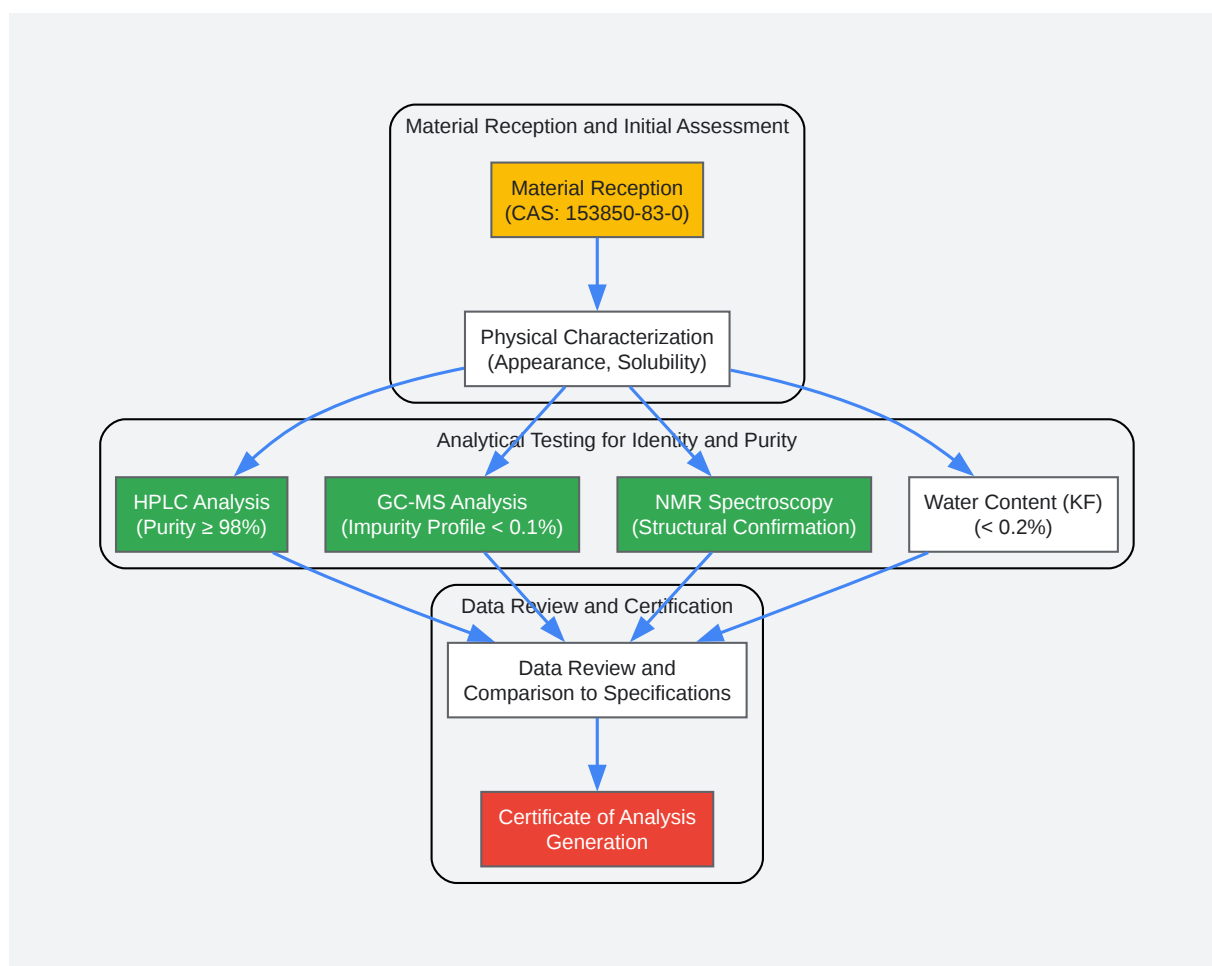 Material Reception and Initial Assessment
Material Reception
(CAS: 153850-83-0)
Physical Characterization
(Appearance, Solubility)
Analytical Testing for Identity and Purity
HPLC Analysis
(Purity ≥ 98%)
GC-MS Analysis
(Impurity Profile < 0.1%)
NMR Spectroscopy
(Structural Confirmation)
Water Content (KF)
(< 0.2%)
Data Review and Certification
Data Review and
Comparison to Specifications
Certificate of Analysis
Generation